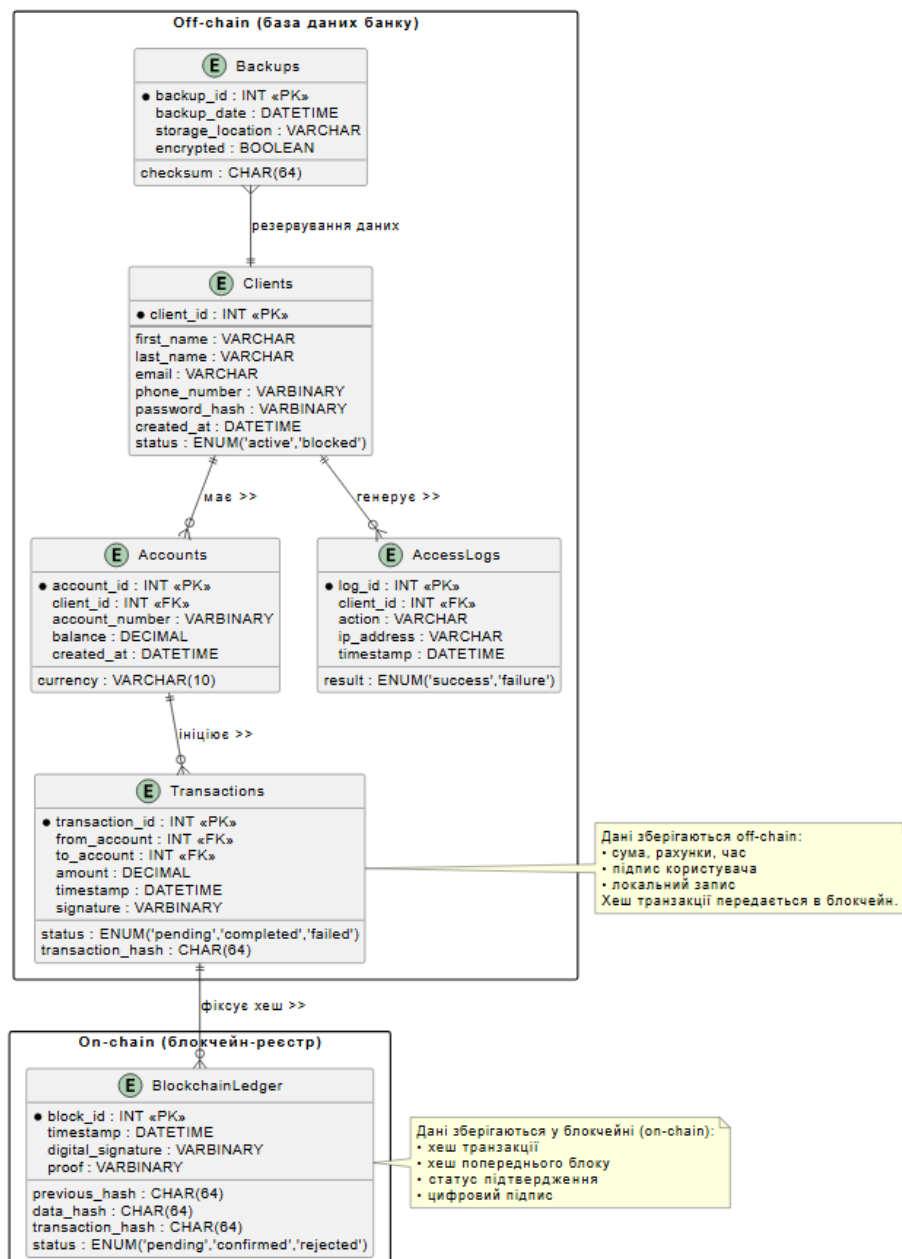 Off-chain (база даних банку)
E Backups
● backup_id : INT «PK»
backup_date : DATETIME
storage_location : VARCHAR
encrypted : BOOLEAN
checksum : CHAR(64)
резервування даних
E Clients
● client_id : INT «PK»
first_name : VARCHAR
last_name : VARCHAR
email : VARCHAR
phone_number : VARBINARY
password_hash : VARBINARY
created_at : DATETIME
status : ENUM('active','blocked')
має >>
генерує >>
E Accounts
● account_id : INT «PK»
client_id : INT «FK»
account_number : VARBINARY
balance : DECIMAL
created_at : DATETIME
currency : VARCHAR(10)
E AccessLogs
● log_id : INT «PK»
client_id : INT «FK»
action : VARCHAR
ip_address : VARCHAR
timestamp : DATETIME
result : ENUM('success','failure')
ініціює >>
E Transactions
● transaction_id : INT «PK»
from_account : INT «FK»
to_account : INT «FK»
amount : DECIMAL
timestamp : DATETIME
signature : VARBINARY
status : ENUM('pending','completed','failed')
transaction_hash : CHAR(64)
Дані зберігаються off-chain:
• сума, рахунки, час
• підпис користувача
• локальний запис
Хеш транзакції передається в блокчейн.
фіксує хеш >>
On-chain (блокчейн-реєстр)
E BlockchainLedger
● block_id : INT «PK»
timestamp : DATETIME
digital_signature : VARBINARY
proof : VARBINARY
previous_hash : CHAR(64)
data_hash : CHAR(64)
transaction_hash : CHAR(64)
status : ENUM('pending','confirmed','rejected')
Дані зберігаються у блокчейні (on-chain):
• хеш транзакції
• хеш попереднього блоку
• статус підтвердження
• цифровий підпис